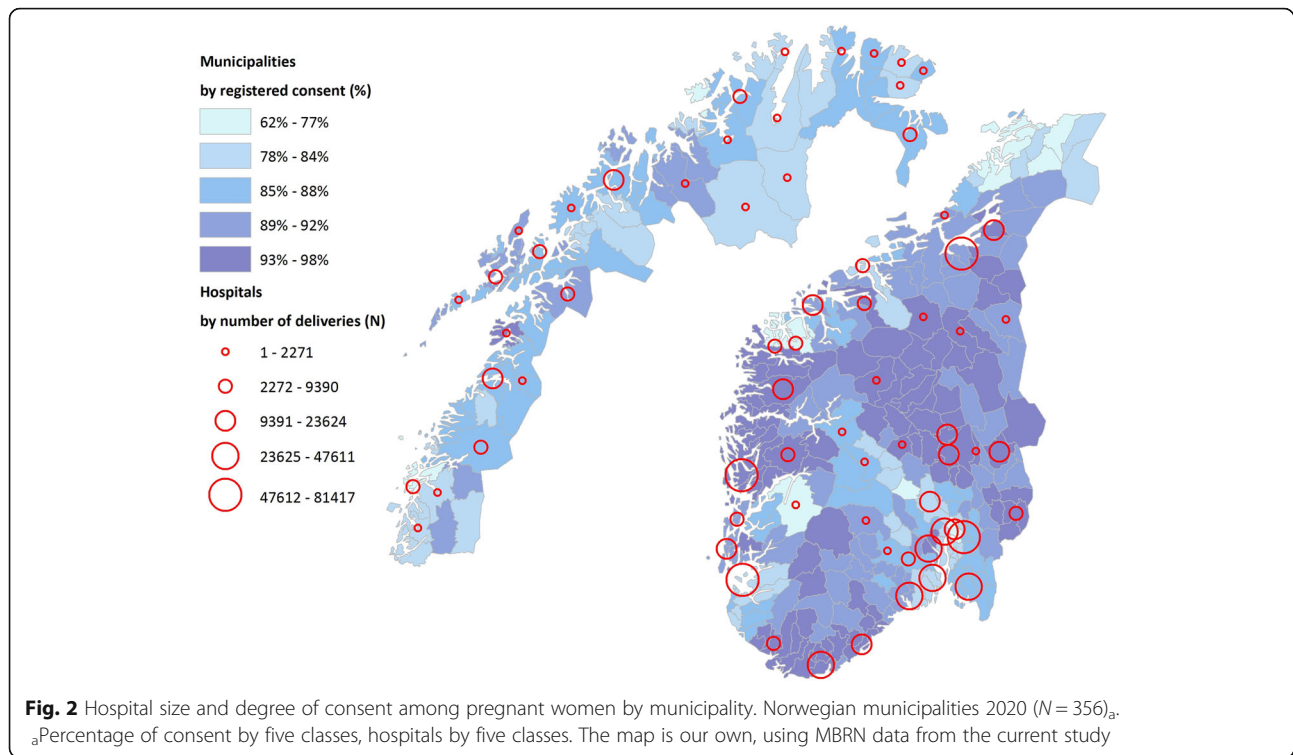 Municipalities
by registered consent (%)
62% - 77%
78% - 84%
85% - 88%
89% - 92%
93% - 98%
Hospitals
by number of deliveries (N)
1 - 2271
2272 - 9390
9391 - 23624
23625 - 47611
47612 - 81417
Fig. 2 Hospital size and degree of consent among pregnant women by municipality. Norwegian municipalities 2020 (N = 356)a.
aPercentage of consent by five classes, hospitals by five classes. The map is our own, using MBRN data from the current study